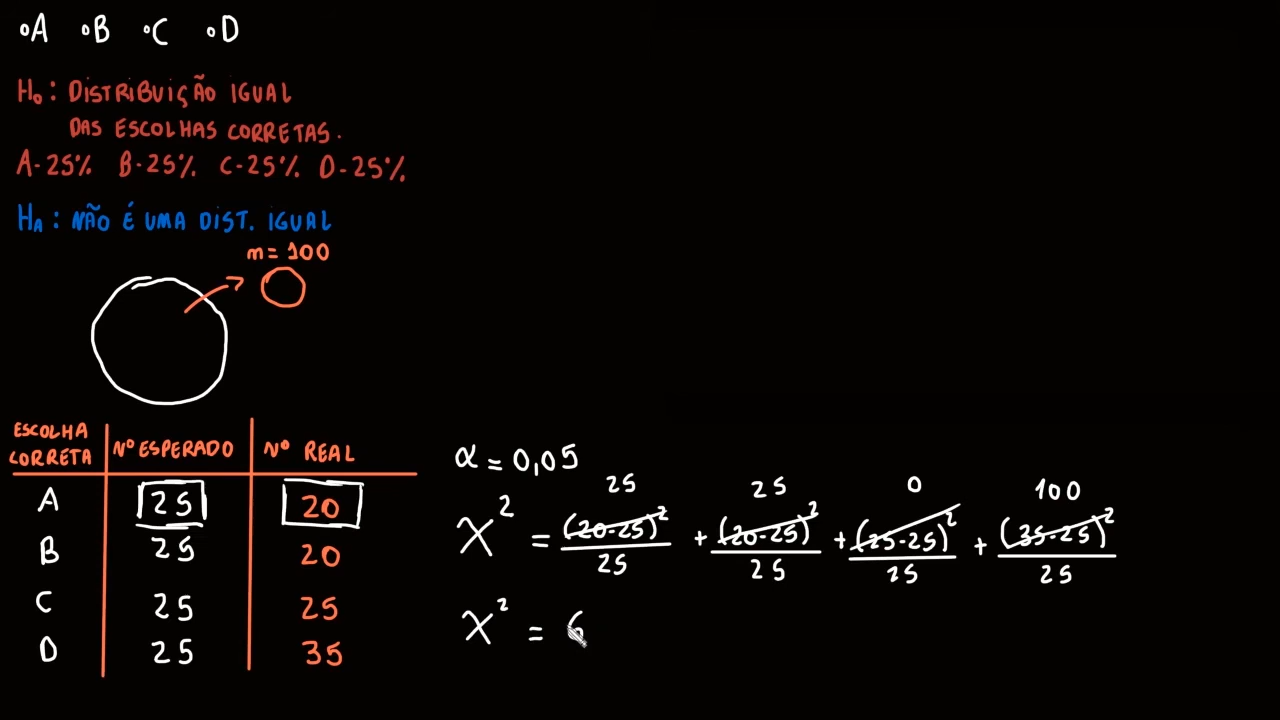 A B C D
H₀: DISTRIBUIÇÃO IGUAL
DAS ESCOLHAS CORRETAS.
A-25% B-25% C-25% D-25%
Hₐ: NÃO É UMA DIST. IGUAL
n=100
ESCOLHA CORRETA | Nº ESPERADO | Nº REAL
A 25 20
B 25 20
C 25 25
D 25 35
α = 0,05
25 25 0 100
X² = (20-25)² + (20-25)² + (25-25)² + (35-25)²
25 25 25 25
X² = 6